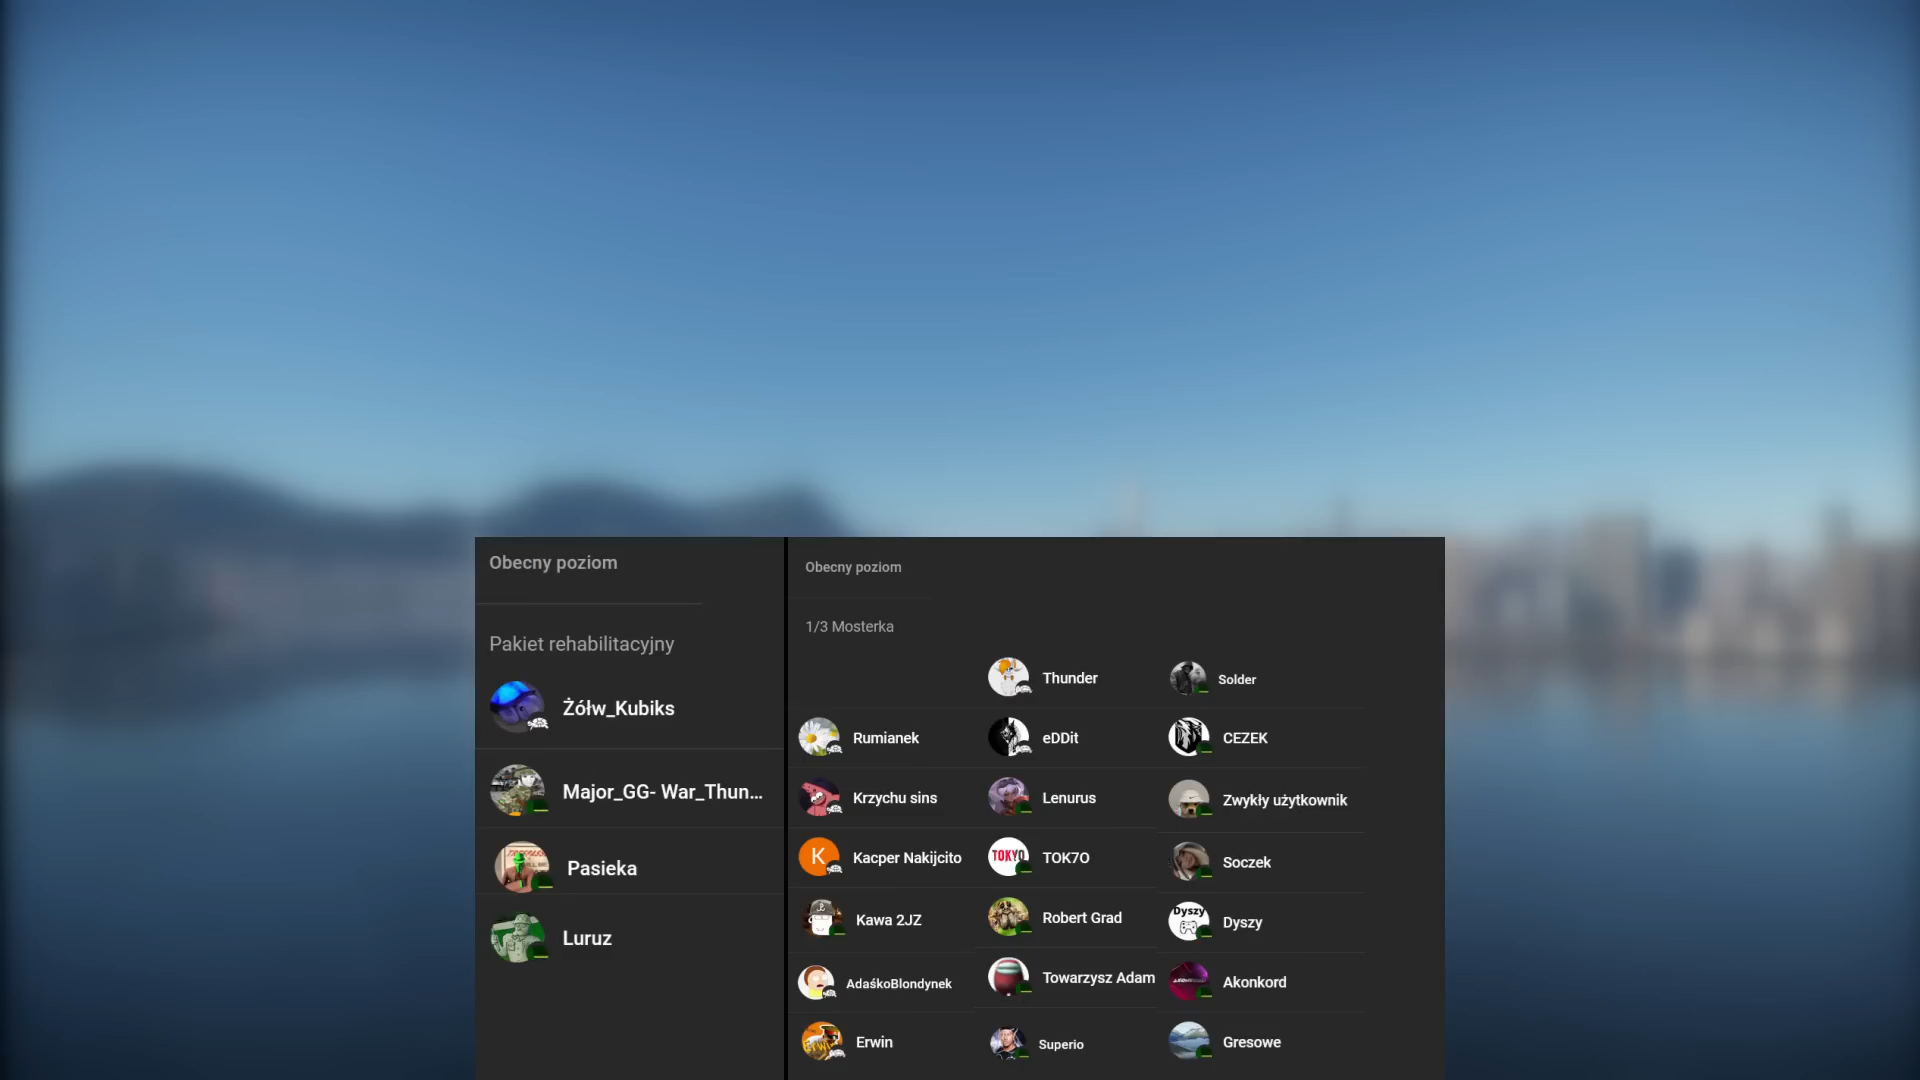 Obecny poziom
Pakiet rehabilitacyjny
Żółw_Kubiks
Major_GG- War_Thun...
Pasieka
Luruz
Obecny poziom
1/3 Mosterka
Rumianek
Krzychu sins
K
Kacper Nakijcito
Kawa 2JZ
AdaśkoBlondynek
Erwin
Thunder
eDDit
Lenurus
TOKYO
TOK7O
Robert Grad
Towarzysz Adam
Superio
Solder
CEZEK
Zwykły użytkownik
Soczek
Dyszy
Dyszy
Akonkord
Gresowe